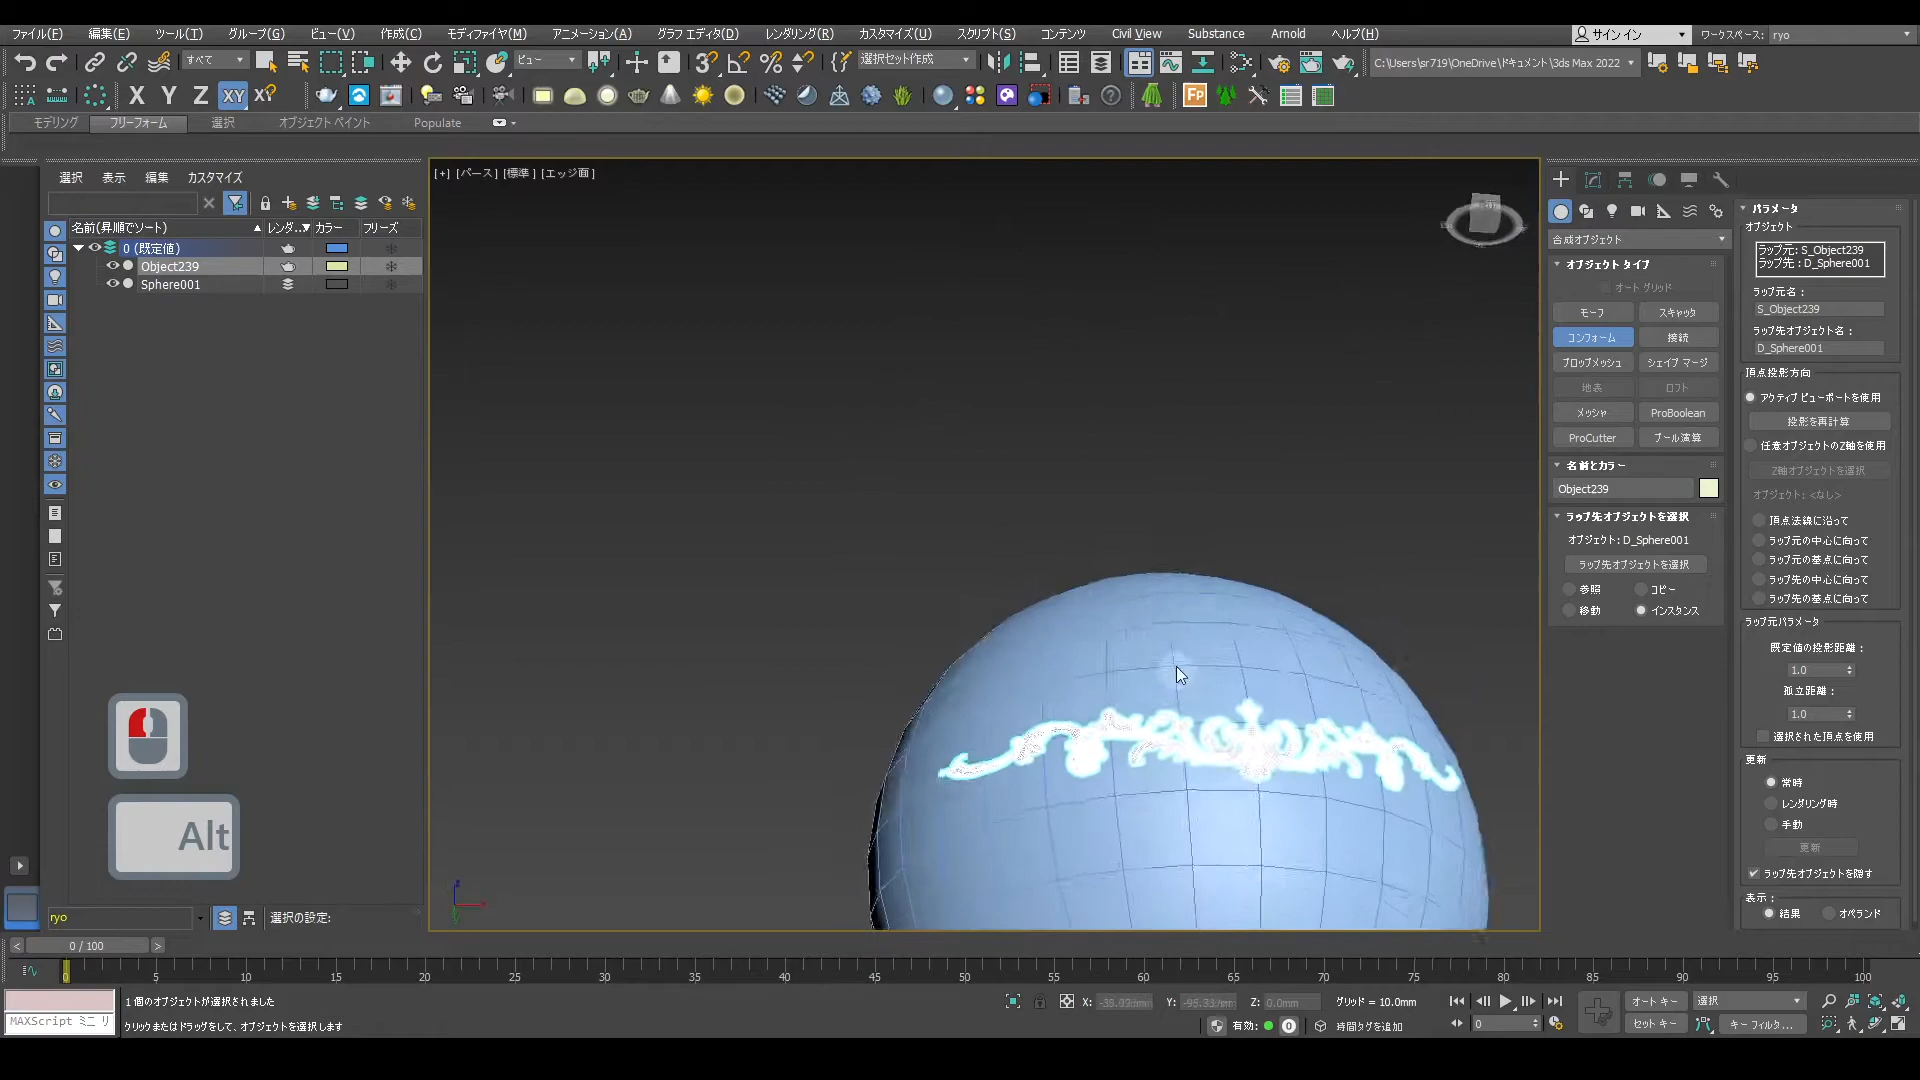 ファイル(F) 編集(E) ツール(T) グループ(G) ビュー(V) 作成(C) モディファイヤ(M) アニメーション(A) グラフ エディタ(D) レンダリング(R) カスタマイズ(U) スクリプト(S) コンテンツ Civil View Substance Arnold ヘルプ(H) サイン イン ワークスペース: ryo
すべて ビュー 選択セット作成 C:\Users\sr719\OneDrive\ドキュメント\3ds Max 2022
X Y Z XY
モデリング フリーフォーム 選択 オブジェクト ペイント Populate
選択 表示 編集 カスタマイズ
名前(昇順でソート) レンダ... カラー フリーズ
0 (既定値)
Object239
Sphere001
[+] [パース] [標準 ] [エッジ面]
合成オブジェクト
オブジェクト タイプ
オート グリッド
モーフ スキャッタ
コンフォーム 接続
ブロップメッシュ シェイプ マージ
地表 ロフト
メッシャ ProBoolean
ProCutter ブール演算
名前とカラー
Object239
ラップ先オブジェクトを選択
オブジェクト: D_Sphere001
ラップ先オブジェクトを選択
参照 コピー
移動 インスタンス
パラメータ
オブジェクト
ラップ元: S_Object239
ラップ先 : D_Sphere001
ラップ元名 :
S_Object239
ラップ先オブジェクト名 :
D_Sphere001
頂点投影方向
アクティブ ビューポートを使用
投影を再計算
任意オブジェクトのZ軸を使用
Z軸オブジェクトを選択
オブジェクト: <なし>
頂点法線に沿って
ラップ元の中心に向って
ラップ元の基点に向って
ラップ先の中心に向って
ラップ先の基点に向って
ラップ元パラメータ
既定値の投影距離 :
1.0
孤立距離 :
1.0
選択された頂点を使用
更新
常時
レンダリング時
手動
更新
ラップ先オブジェクトを隠す
表示 :
結果 オペランド
Alt
ryo 選択の設定:
< 0 / 100 >
0 5 10 15 20 25 30 35 40 45 50 55 60 65 70 75 80 85 90 95 100
1 個のオブジェクトが選択されました
MAXScript ミニ リ
クリックまたはドラッグをして、オブジェクトを選択します
X: Y: Z: 0.0mm グリッド = 10.0mm
有効: 時間タグを追加
0
オート キー 選択
セット キー キー フィルタ...